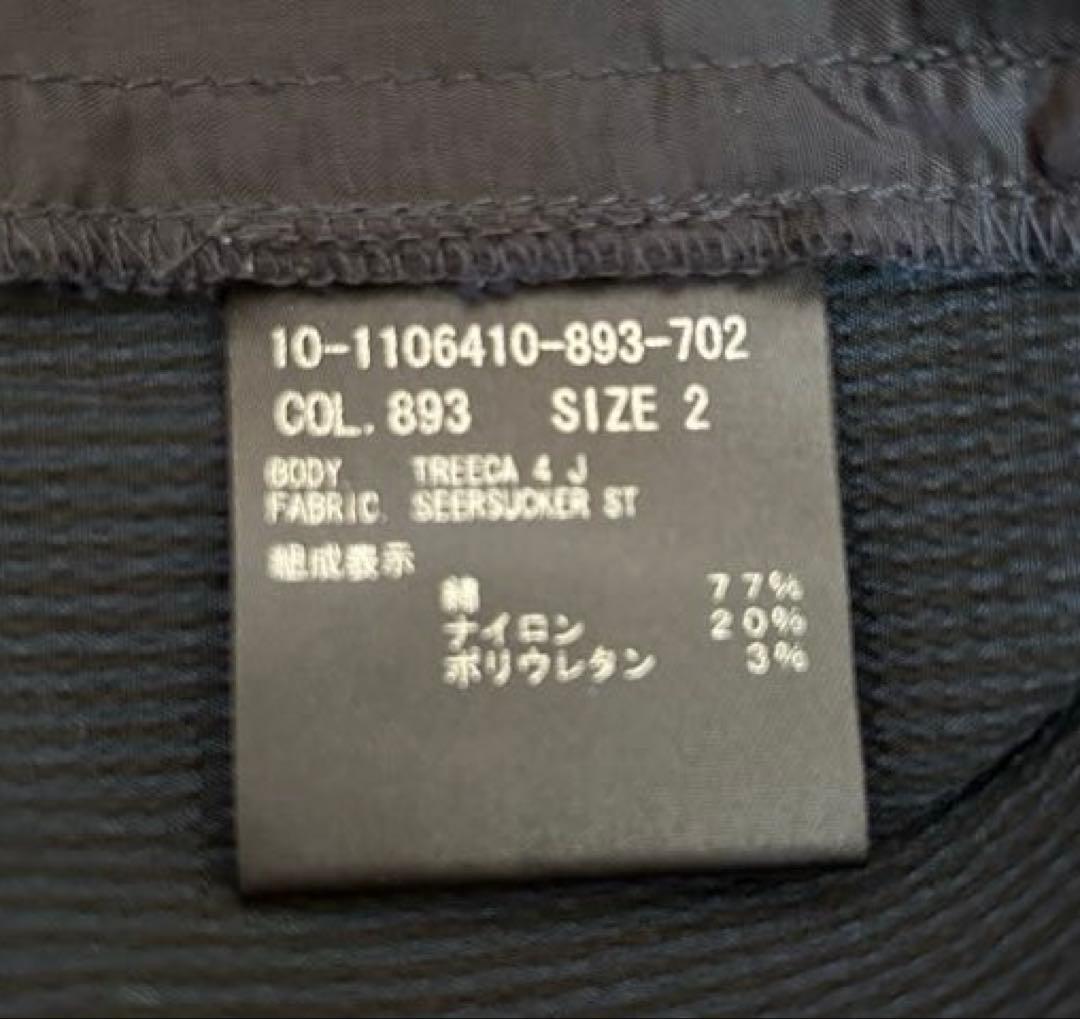 10-1106410-893-702
COL. 893 SIZE 2
BODY. TREECA 4 J
FABRIC. SEERSUCKER ST
組成表示
綿 77%
ナイロン 20%
ポリウレタン 3%